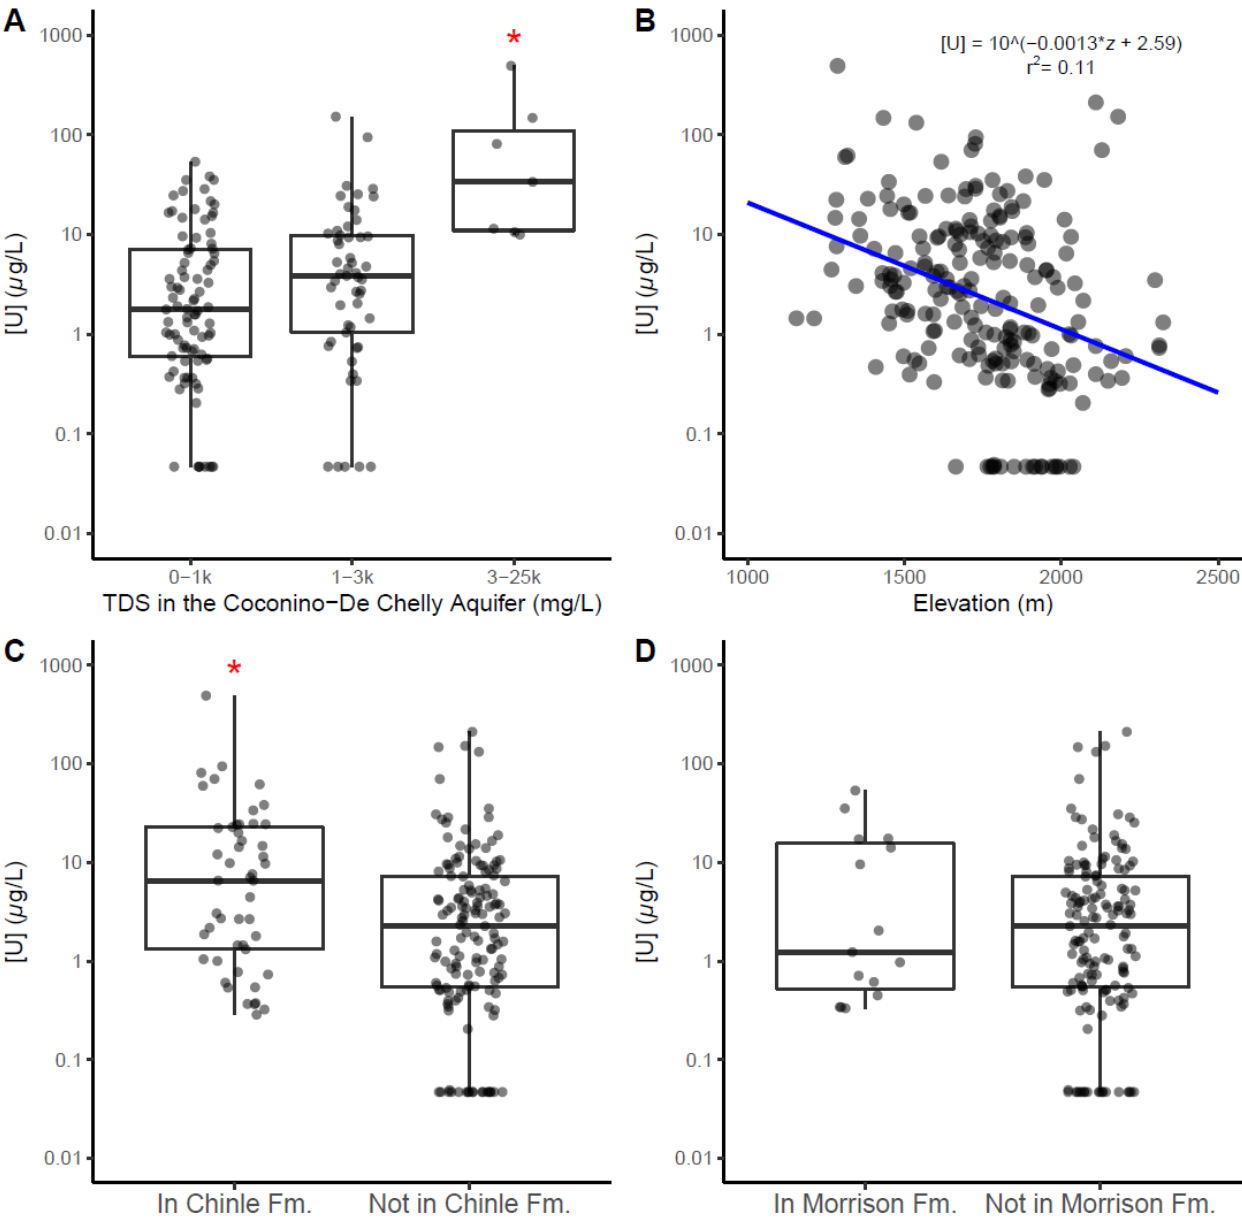 A
*
1000
100
10
1
0.1
0.01
[U] (µg/L)
0−1k
1−3k
3−25k
TDS in the Coconino−De Chelly Aquifer (mg/L)
B
[U] = 10^(−0.0013*z + 2.59)
r²= 0.11
1000
100
10
1
0.1
0.01
[U] (µg/L)
1000
1500
2000
2500
Elevation (m)
C
*
1000
100
10
1
0.1
0.01
[U] (µg/L)
In Chinle Fm.
Not in Chinle Fm.
D
1000
100
10
1
0.1
0.01
[U] (µg/L)
In Morrison Fm.
Not in Morrison Fm.